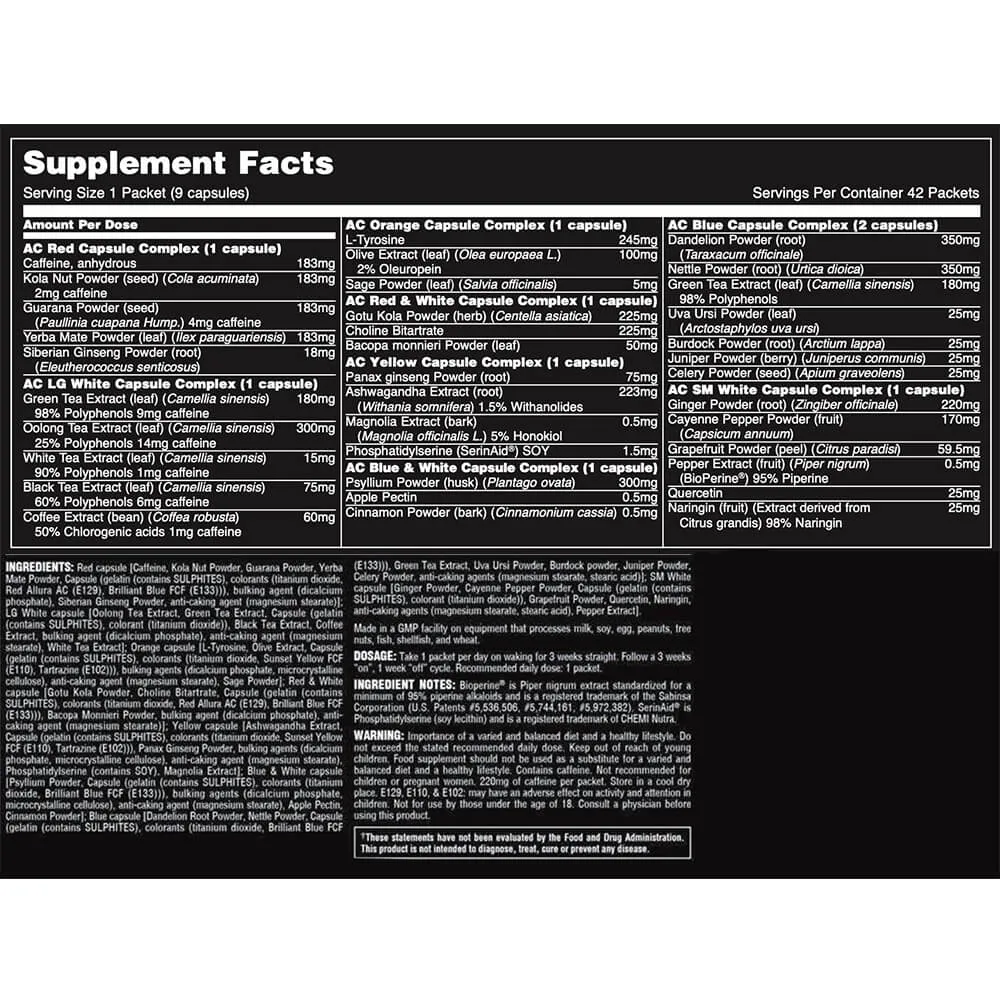 Supplement Facts
Serving Size 1 Packet (9 capsules)
Servings Per Container 42 Packets
Amount Per Dose
AC Red Capsule Complex (1 capsule)
Caffeine, anhydrous 183mg
Kola Nut Powder (seed) (Cola acuminata) 183mg
2mg caffeine
Guarana Powder (seed) 183mg
(Paullinia cuapana Hump.) 4mg caffeine
Yerba Mate Powder (leaf) (Ilex paraguariensis) 183mg
Siberian Ginseng Powder (root) 18mg
(Eleutherococcus senticosus)
AC LG White Capsule Complex (1 capsule)
Green Tea Extract (leaf) (Camellia sinensis) 180mg
98% Polyphenols 9mg caffeine
Oolong Tea Extract (leaf) (Camellia sinensis) 300mg
25% Polyphenols 14mg caffeine
White Tea Extract (leaf) (Camellia sinensis) 15mg
90% Polyphenols 1mg caffeine
Black Tea Extract (leaf) (Camellia sinensis) 75mg
60% Polyphenols 6mg caffeine
Coffee Extract (bean) (Coffea robusta) 60mg
50% Chlorogenic acids 1mg caffeine
AC Orange Capsule Complex (1 capsule)
L-Tyrosine 245mg
Olive Extract (leaf) (Olea europaea L.) 100mg
2% Oleuropein
Sage Powder (leaf) (Salvia officinalis) 5mg
AC Red & White Capsule Complex (1 capsule)
Gotu Kola Powder (herb) (Centella asiatica) 225mg
Choline Bitartrate 225mg
Bacopa monnieri Powder (leaf) 50mg
AC Yellow Capsule Complex (1 capsule)
Panax ginseng Powder (root) 75mg
Ashwagandha Extract (root) 223mg
(Withania somnifera) 1.5% Withanolides
Magnolia Extract (bark) 0.5mg
(Magnolia officinalis L.) 5% Honokiol
Phosphatidylserine (SerinAid®) SOY 1.5mg
AC Blue & White Capsule Complex (1 capsule)
Psyllium Powder (husk) (Plantago ovata) 300mg
Apple Pectin 0.5mg
Cinnamon Powder (bark) (Cinnamonium cassia) 0.5mg
AC Blue Capsule Complex (2 capsules)
Dandelion Powder (root) 350mg
(Taraxacum officinale)
Nettle Powder (root) (Urtica dioica) 350mg
Green Tea Extract (leaf) (Camellia sinensis) 180mg
98% Polyphenols
Uva Ursi Powder (leaf) 25mg
(Arctostaphylos uva ursi)
Burdock Powder (root) (Arctium lappa) 25mg
Juniper Powder (berry) (Juniperus communis) 25mg
Celery Powder (seed) (Apium graveolens) 25mg
AC SM White Capsule Complex (1 capsule)
Ginger Powder (root) (Zingiber officinale) 220mg
Cayenne Pepper Powder (fruit) 170mg
(Capsicum annuum)
Grapefruit Powder (peel) (Citrus paradisi) 59.5mg
Pepper Extract (fruit) (Piper nigrum) 0.5mg
(BioPerine®) 95% Piperine
Quercetin 25mg
Naringin (fruit) (Extract derived from 25mg
Citrus grandis) 98% Naringin
INGREDIENTS: Red capsule [Caffeine, Kola Nut Powder, Guarana Powder, Yerba
Mate Powder, Capsule (gelatin (contains SULPHITES), colorants (titanium dioxide,
Red Allura AC (E129), Brilliant Blue FCF (E133))), bulking agent (dicalcium
phosphate), Siberian Ginseng Powder, anti-caking agent (magnesium stearate)];
LG White capsule [Oolong Tea Extract, Green Tea Extract, Capsule (gelatin
(contains SULPHITES), colorant (titanium dioxide)), Black Tea Extract, Coffee
Extract, bulking agent (dicalcium phosphate), anti-caking agent (magnesium
stearate), White Tea Extract]; Orange capsule [L-Tyrosine, Olive Extract, Capsule
(gelatin (contains SULPHITES), colorants (titanium dioxide, Sunset Yellow FCF
(E110), Tartrazine (E102))), bulking agents (dicalcium phosphate, microcrystalline
cellulose), anti-caking agent (magnesium stearate), Sage Powder]; Red & White
capsule [Gotu Kola Powder, Choline Bitartrate, Capsule (gelatin (contains
SULPHITES), colorants (titanium dioxide, Red Allura AC (E129), Brilliant Blue FCF
(E133))), Bacopa Monnieri Powder, bulking agent (dicalcium phosphate), anti-
caking agent (magnesium stearate)]; Yellow capsule [Ashwagandha Extract,
Capsule (gelatin (contains SULPHITES), colorants (titanium dioxide, Sunset Yellow
FCF (E110), Tartrazine (E102))), Panax Ginseng Powder, bulking agents (dicalcium
phosphate, microcrystalline cellulose), anti-caking agent (magnesium stearate),
Phosphatidylserine (contains SOY), Magnolia Extract]; Blue & White capsule
[Psyllium Powder, Capsule (gelatin (contains SULPHITES), colorants (titanium
dioxide, Brilliant Blue FCF (E133))), bulking agents (dicalcium phosphate,
microcrystalline cellulose), anti-caking agent (magnesium stearate), Apple Pectin,
Cinnamon Powder]; Blue capsule [Dandelion Root Powder, Nettle Powder, Capsule
(gelatin (contains SULPHITES), colorants (titanium dioxide, Brilliant Blue FCF
(E133))), Green Tea Extract, Uva Ursi Powder, Burdock powder, Juniper Powder,
Celery Powder, anti-caking agents (magnesium stearate, stearic acid)]; SM White
capsule [Ginger Powder, Cayenne Pepper Powder, Capsule (gelatin (contains
SULPHITES), colorant (titanium dioxide)), Grapefruit Powder, Quercetin, Naringin,
anti-caking agents (magnesium stearate, stearic acid), Pepper Extract].
Made in a GMP facility on equipment that processes milk, soy, egg, peanuts, tree
nuts, fish, shellfish, and wheat.
DOSAGE: Take 1 packet per day on waking for 3 weeks straight. Follow a 3 weeks
"on", 1 week "off" cycle. Recommended daily dose: 1 packet.
INGREDIENT NOTES: Bioperine® is Piper nigrum extract standardized for a
minimum of 95% piperine alkaloids and is a registered trademark of the Sabinsa
Corporation (U.S. Patents #5,536,506, #5,744,161, #5,972,382). SerinAid® is
Phosphatidylserine (soy lecithin) and is a registered trademark of CHEMI Nutra.
WARNING: Importance of a varied and balanced diet and a healthy lifestyle. Do
not exceed the stated recommended daily dose. Keep out of reach of young
children. Food supplement should not be used as a substitute for a varied and
balanced diet and a healthy lifestyle. Contains caffeine. Not recommended for
children or pregnant women. 220mg of caffeine per packet. Store in a cool dry
place. E129, E110, & E102: may have an adverse effect on activity and attention in
children. Not for use by those under the age of 18. Consult a physician before
using this product.
†These statements have not been evaluated by the Food and Drug Administration.
This product is not intended to diagnose, treat, cure or prevent any disease.